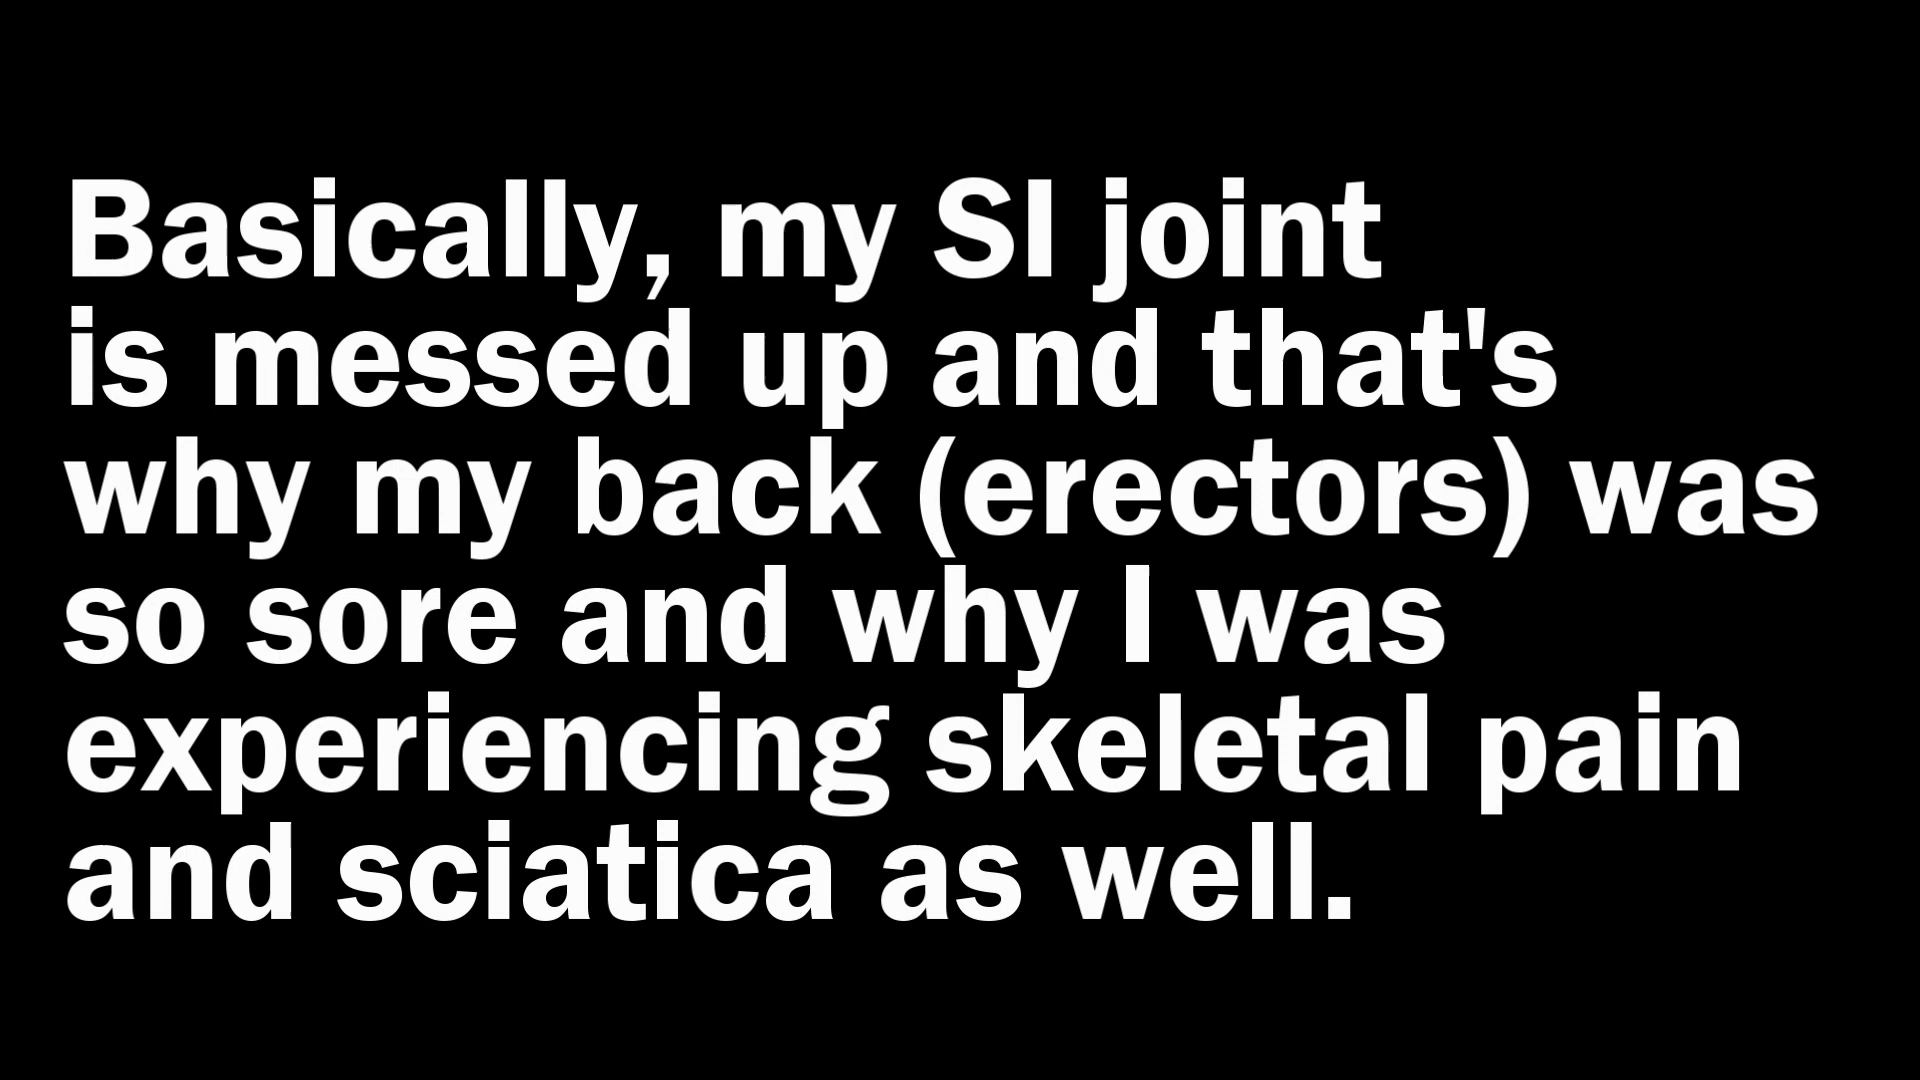 Basically, my SI joint
is messed up and that's
why my back (erectors) was
so sore and why I was
experiencing skeletal pain
and sciatica as well.